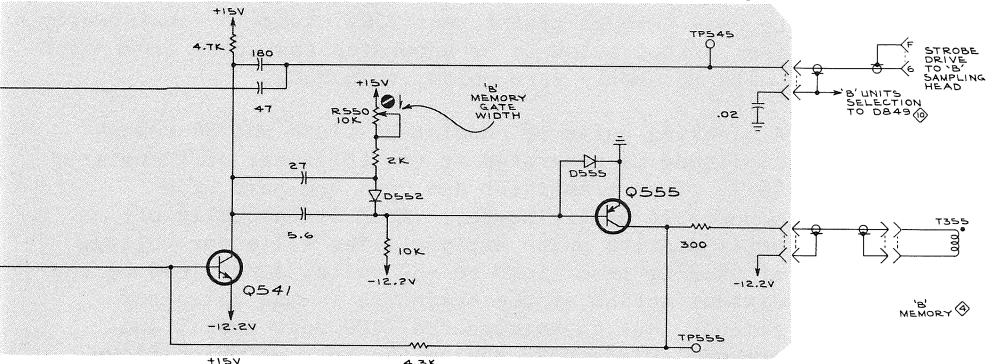 +15V
4.7K
180
47
+15V
R550
10K
'B'
MEMORY
GATE
WIDTH
2K
27
D552
5.6
10K
-12.2V
Q541
-12.2V
D555
Q555
300
-12.2V
TP545
.02
F
6
STROBE
DRIVE
TO 'B'
SAMPLING
HEAD
'B' UNITS
SELECTION
TO D849 10
T355
'B'
MEMORY 4
TP555
4.3K
+15V